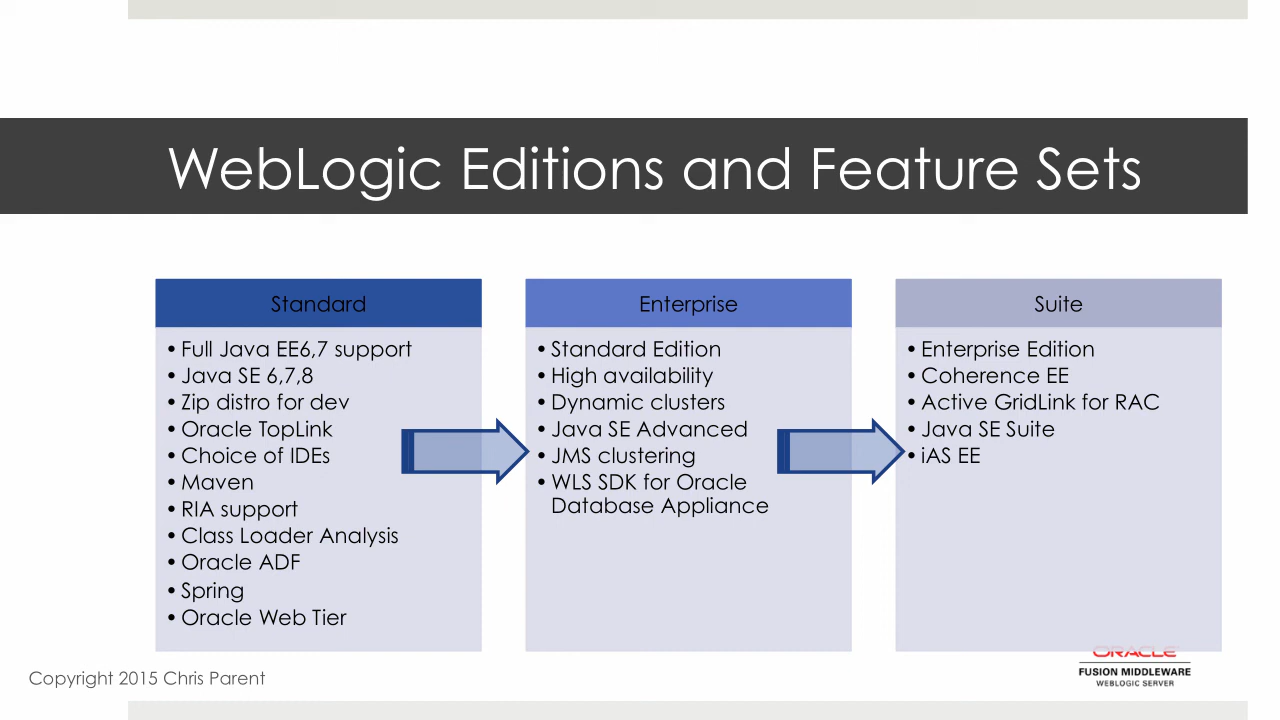 WebLogic Editions and Feature Sets
Standard
• Full Java EE6,7 support
• Java SE 6,7,8
• Zip distro for dev
• Oracle TopLink
• Choice of IDEs
• Maven
• RIA support
• Class Loader Analysis
• Oracle ADF
• Spring
• Oracle Web Tier
Enterprise
• Standard Edition
• High availability
• Dynamic clusters
• Java SE Advanced
• JMS clustering
• WLS SDK for Oracle
Database Appliance
Suite
• Enterprise Edition
• Coherence EE
• Active GridLink for RAC
• Java SE Suite
• iAS EE
Copyright 2015 Chris Parent
ORACLE
FUSION MIDDLEWARE
WEBLOGIC SERVER